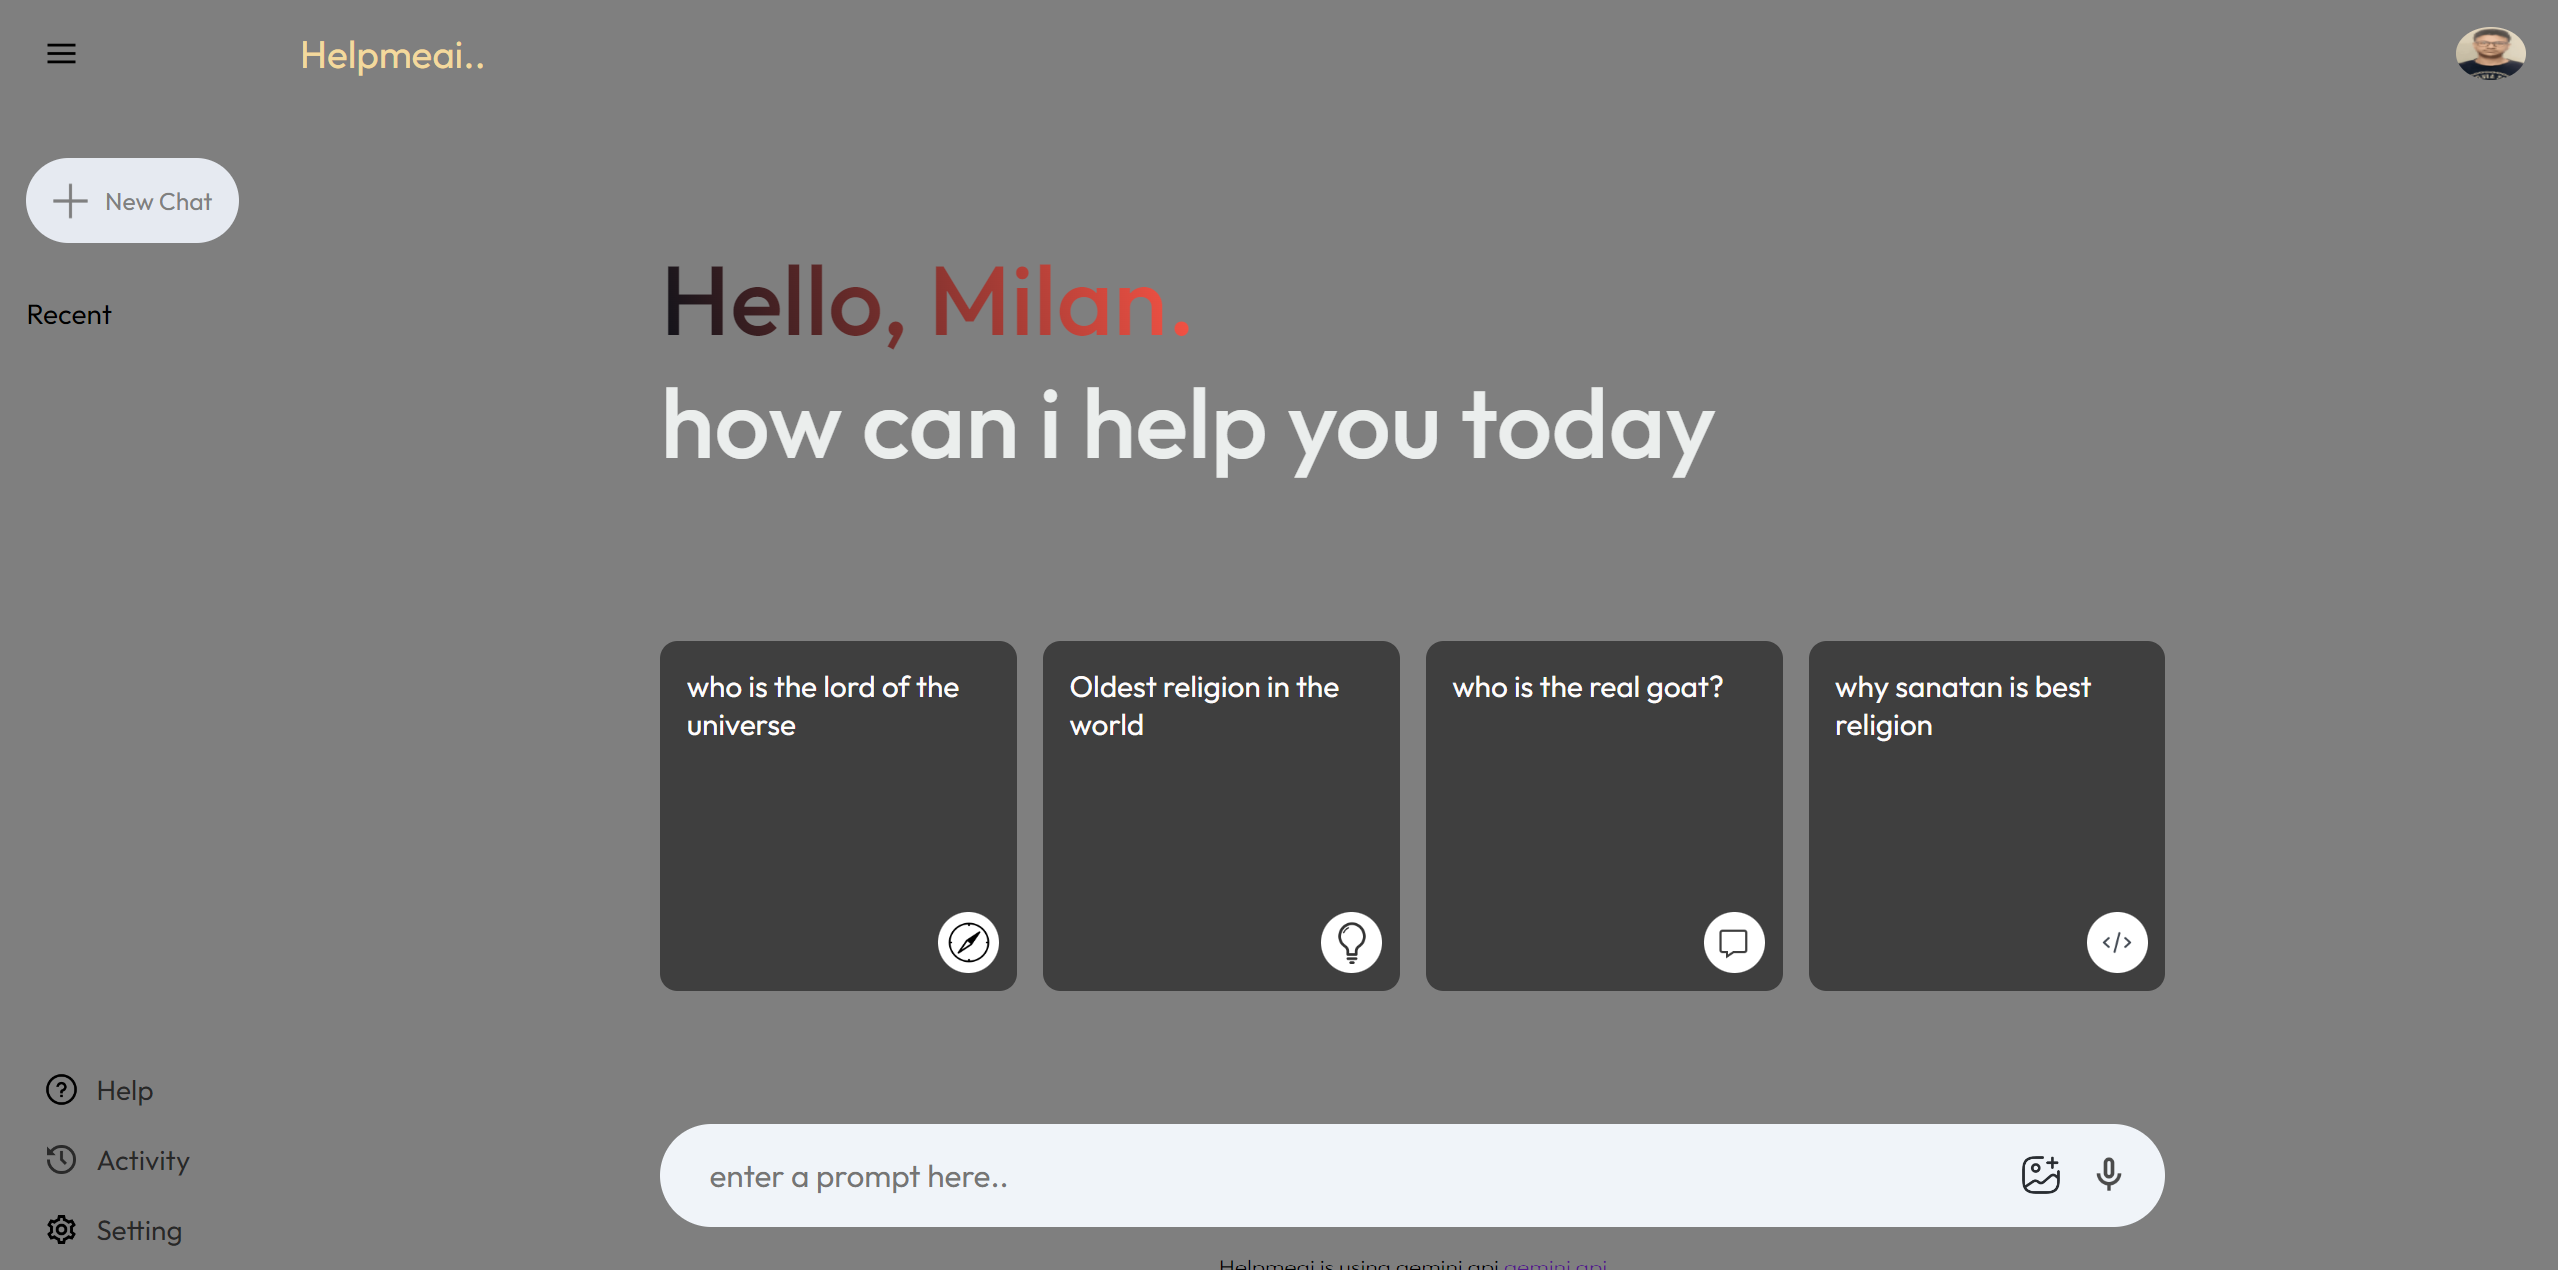 Helpmeai..
New Chat
Recent
Hello, Milan.
how can i help you today
who is the lord of the
universe
Oldest religion in the
world
who is the real goat?
why sanatan is best
religion
Help
Activity
Setting
enter a prompt here..
Helpmeai is using gemini api gemini api